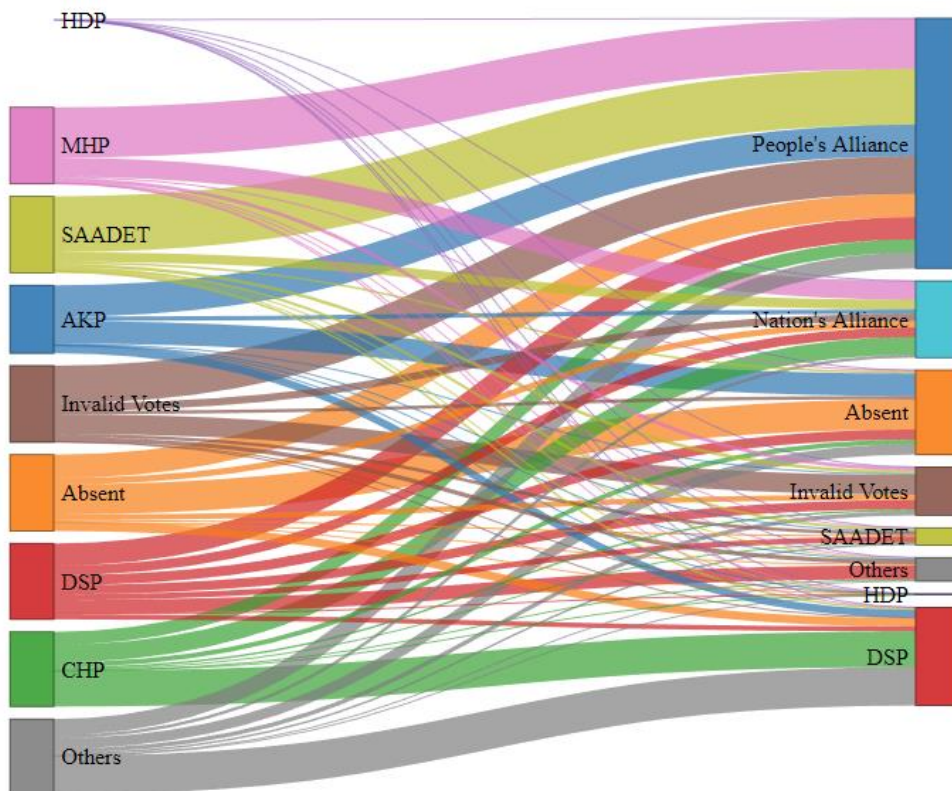 HDP
MHP
SAADET
AKP
Invalid Votes
Absent
DSP
CHP
Others
People's Alliance
Nation's Alliance
Absent
Invalid Votes
SAADET
Others
HDP
DSP